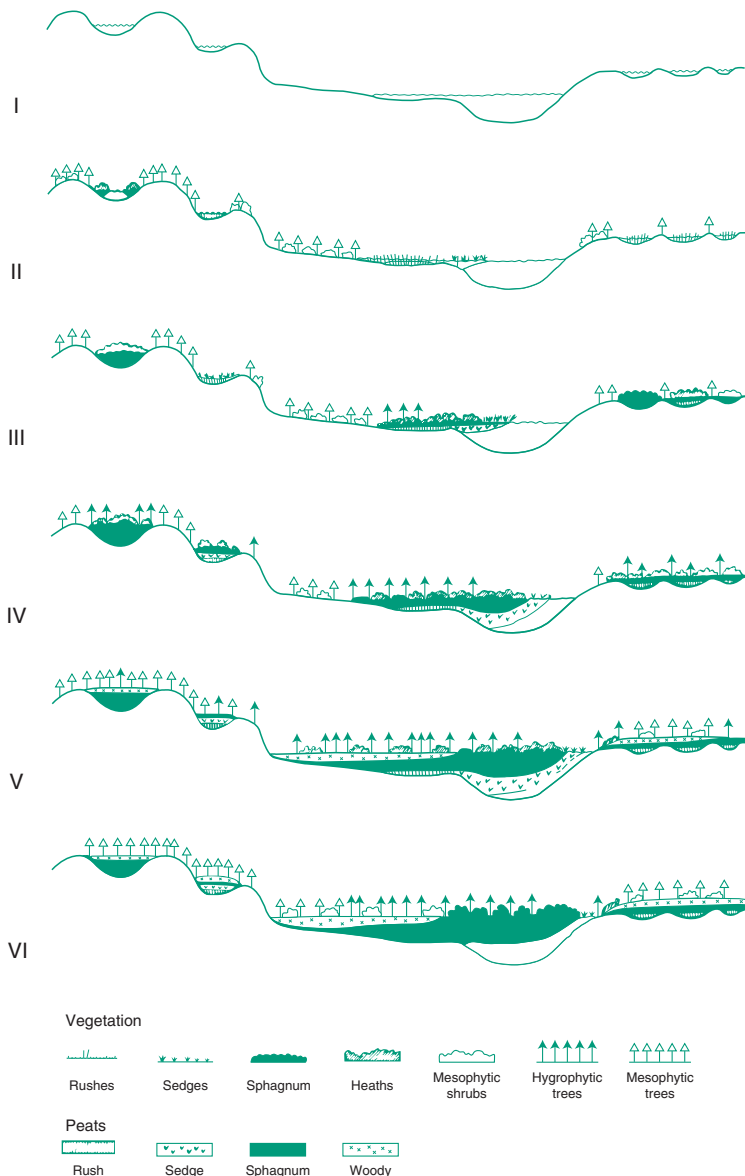 I
II
III
IV
V
VI
Vegetation
Rushes
Sedges
Sphagnum
Heaths
Mesophytic
shrubs
Hygrophytic
trees
Mesophytic
trees
Peats
Rush
Sedge
Sphagnum
Woody